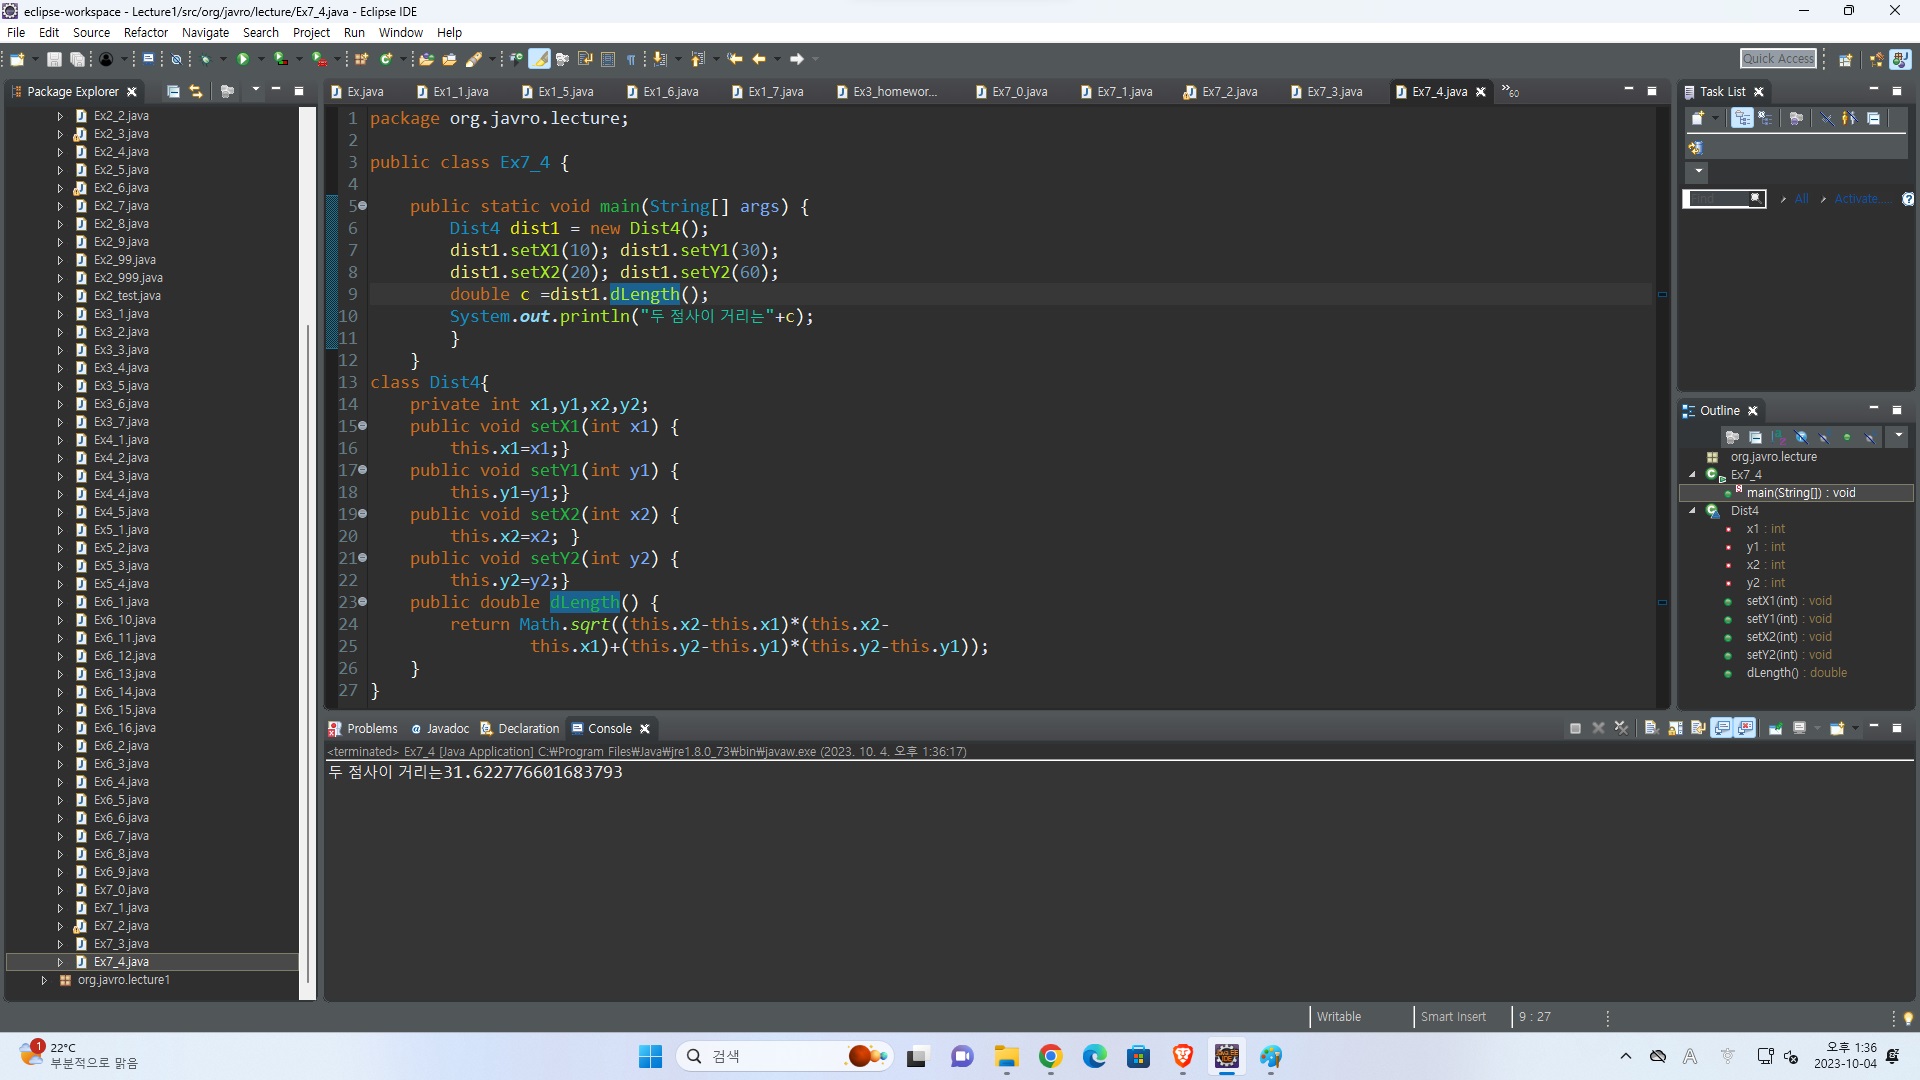 eclipse-workspace - Lecture1/src/org/javro/lecture/Ex7_4.java - Eclipse IDE
File Edit Source Refactor Navigate Search Project Run Window Help
Quick Access
Package Explorer
Ex2_2.java
Ex2_3.java
Ex2_4.java
Ex2_5.java
Ex2_6.java
Ex2_7.java
Ex2_8.java
Ex2_9.java
Ex2_99.java
Ex2_999.java
Ex2_test.java
Ex3_1.java
Ex3_2.java
Ex3_3.java
Ex3_4.java
Ex3_5.java
Ex3_6.java
Ex3_7.java
Ex4_1.java
Ex4_2.java
Ex4_3.java
Ex4_4.java
Ex4_5.java
Ex5_1.java
Ex5_2.java
Ex5_3.java
Ex5_4.java
Ex6_1.java
Ex6_10.java
Ex6_11.java
Ex6_12.java
Ex6_13.java
Ex6_14.java
Ex6_15.java
Ex6_16.java
Ex6_2.java
Ex6_3.java
Ex6_4.java
Ex6_5.java
Ex6_6.java
Ex6_7.java
Ex6_8.java
Ex6_9.java
Ex7_0.java
Ex7_1.java
Ex7_2.java
Ex7_3.java
Ex7_4.java
org.javro.lecture1
Ex.java Ex1_1.java Ex1_5.java Ex1_6.java Ex1_7.java Ex3_homewor... Ex7_0.java Ex7_1.java Ex7_2.java Ex7_3.java Ex7_4.java »60
1 package org.javro.lecture;
2
3 public class Ex7_4 {
4
5 public static void main(String[] args) {
6 Dist4 dist1 = new Dist4();
7 dist1.setX1(10); dist1.setY1(30);
8 dist1.setX2(20); dist1.setY2(60);
9 double c =dist1.dLength();
10 System.out.println("두 점사이 거리는"+c);
11 }
12 }
13 class Dist4{
14 private int x1,y1,x2,y2;
15 public void setX1(int x1) {
16 this.x1=x1;}
17 public void setY1(int y1) {
18 this.y1=y1;}
19 public void setX2(int x2) {
20 this.x2=x2; }
21 public void setY2(int y2) {
22 this.y2=y2;}
23 public double dLength() {
24 return Math.sqrt((this.x2-this.x1)*(this.x2-
25 this.x1)+(this.y2-this.y1)*(this.y2-this.y1));
26 }
27 }
Problems Javadoc Declaration Console
<terminated> Ex7_4 [Java Application] C:₩Program Files₩Java₩jre1.8.0_73₩bin₩javaw.exe (2023. 10. 4. 오후 1:36:17)
두 점사이 거리는31.622776601683793
Task List
Find All Activate...
Outline
org.javro.lecture
Ex7_4
main(String[]) : void
Dist4
x1 : int
y1 : int
x2 : int
y2 : int
setX1(int) : void
setY1(int) : void
setX2(int) : void
setY2(int) : void
dLength() : double
Writable Smart Insert 9 : 27
1
22°C
부분적으로 맑음
검색
A
오후 1:36
2023-10-04